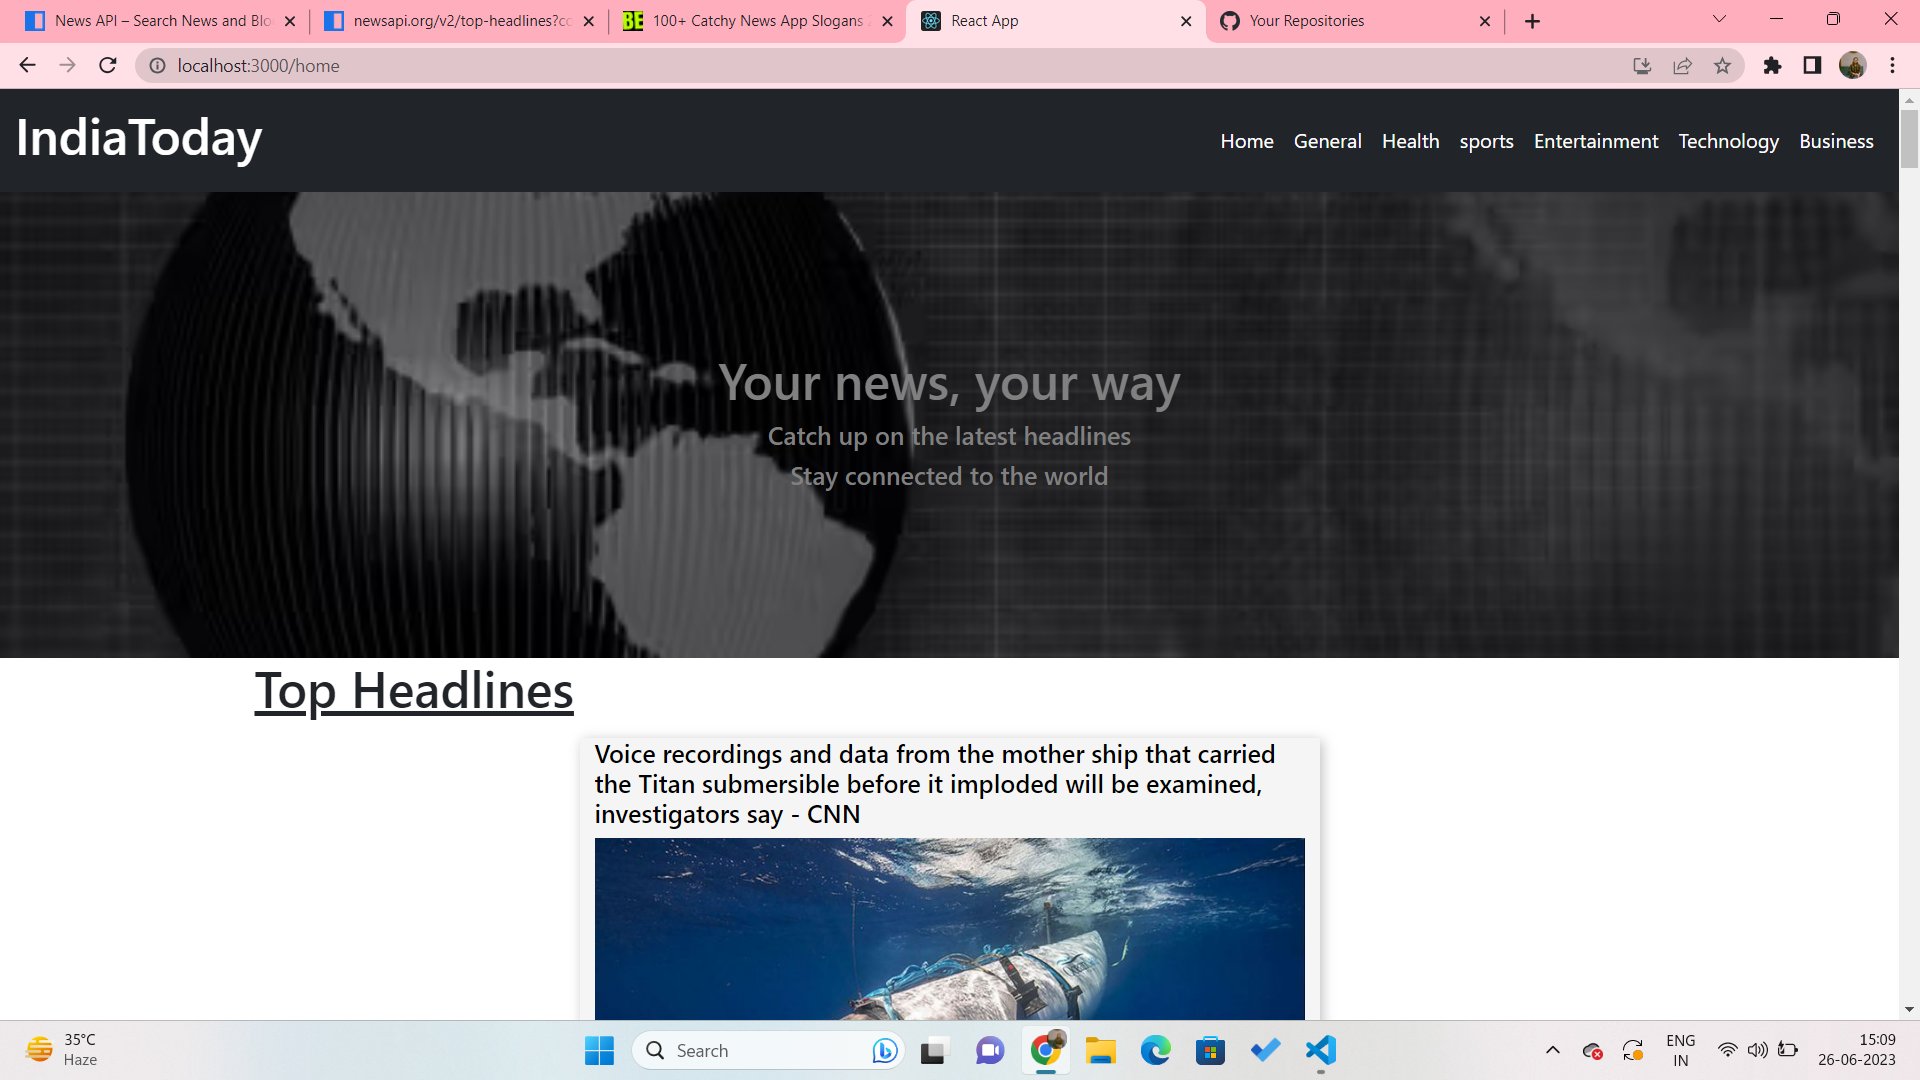 News API – Search News and Blo
newsapi.org/v2/top-headlines?co
100+ Catchy News App Slogans 2
React App
Your Repositories
localhost:3000/home
IndiaToday
Home General Health sports Entertainment Technology Business
Your news, your way
Catch up on the latest headlines
Stay connected to the world
Top Headlines
Voice recordings and data from the mother ship that carried
the Titan submersible before it imploded will be examined,
investigators say - CNN
35°C
Haze
Search
ENG
IN
15:09
26-06-2023